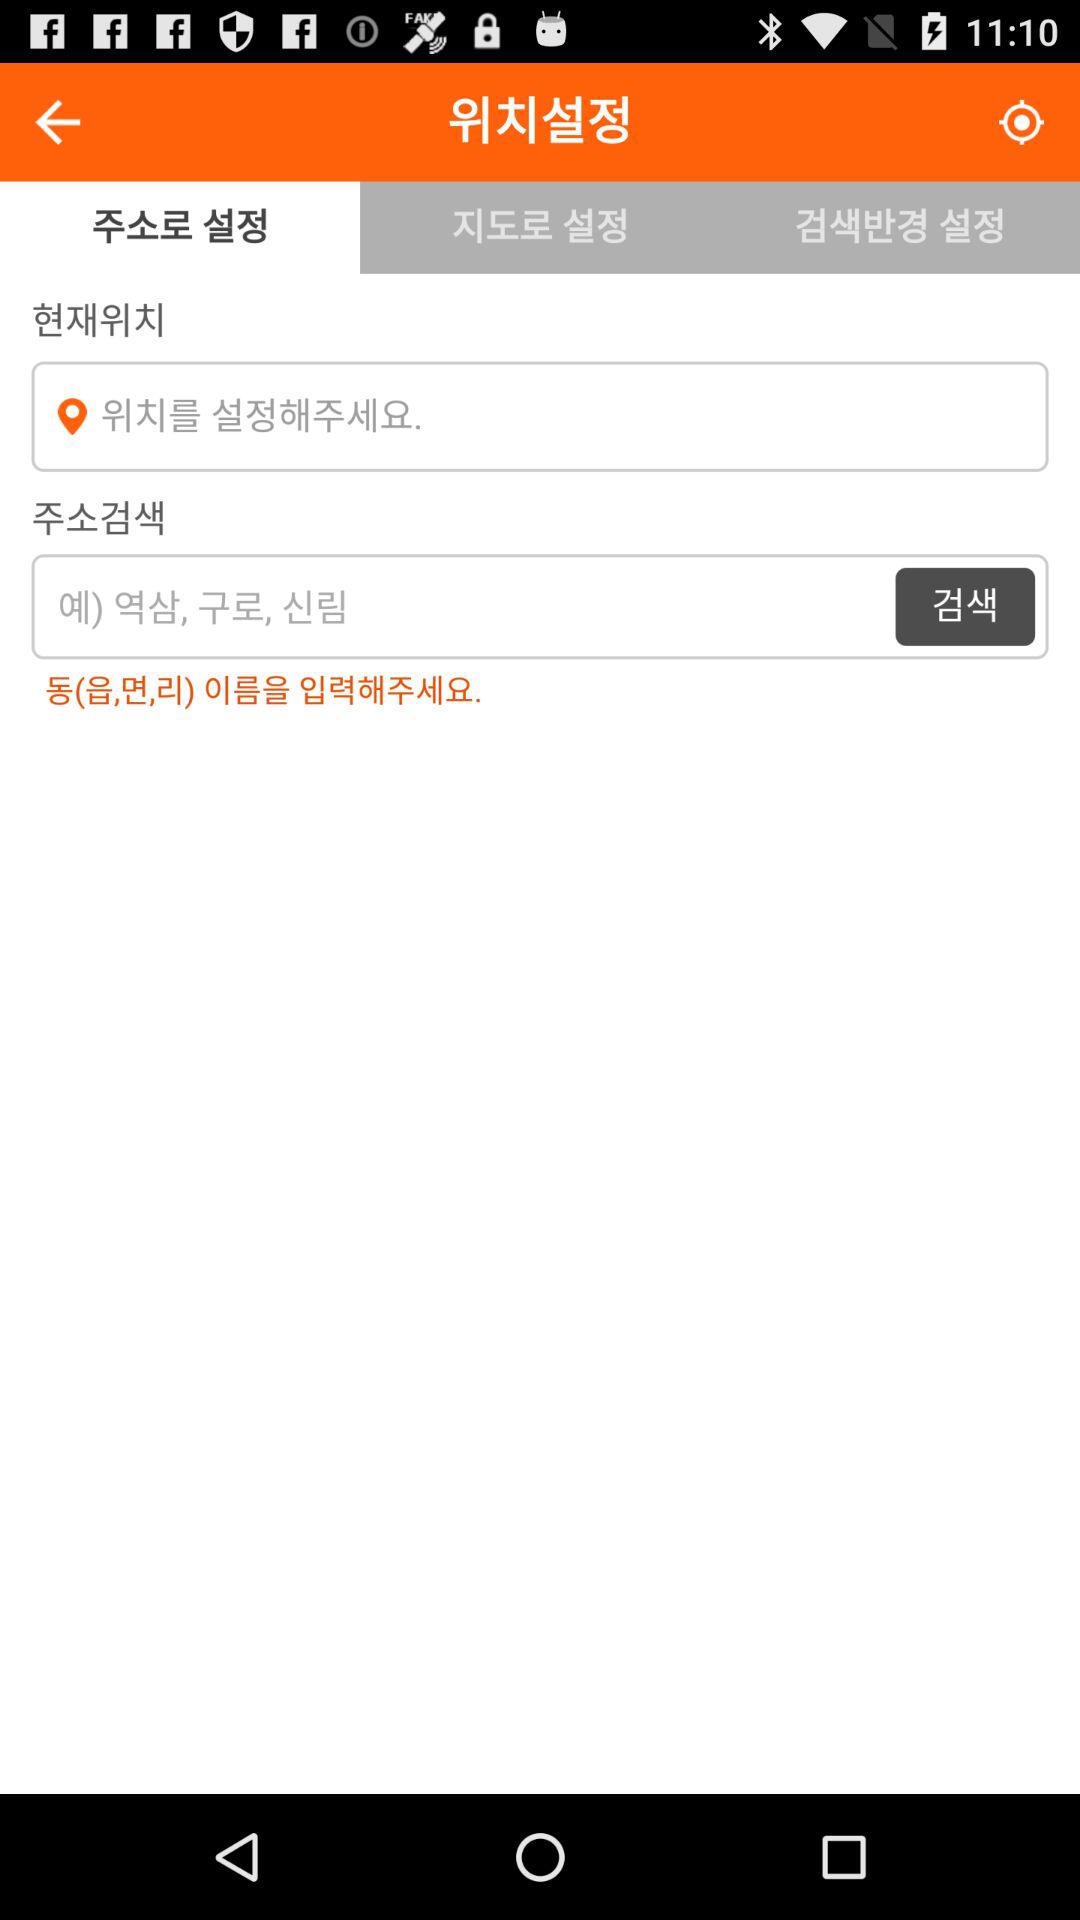 FAKE
11:10
위치설정
주소로 설정 지도로 설정 검색반경 설정
현재위치
위치를 설정해주세요.
주소검색
예) 역삼, 구로, 신림 검색
동(읍,면,리) 이름을 입력해주세요.